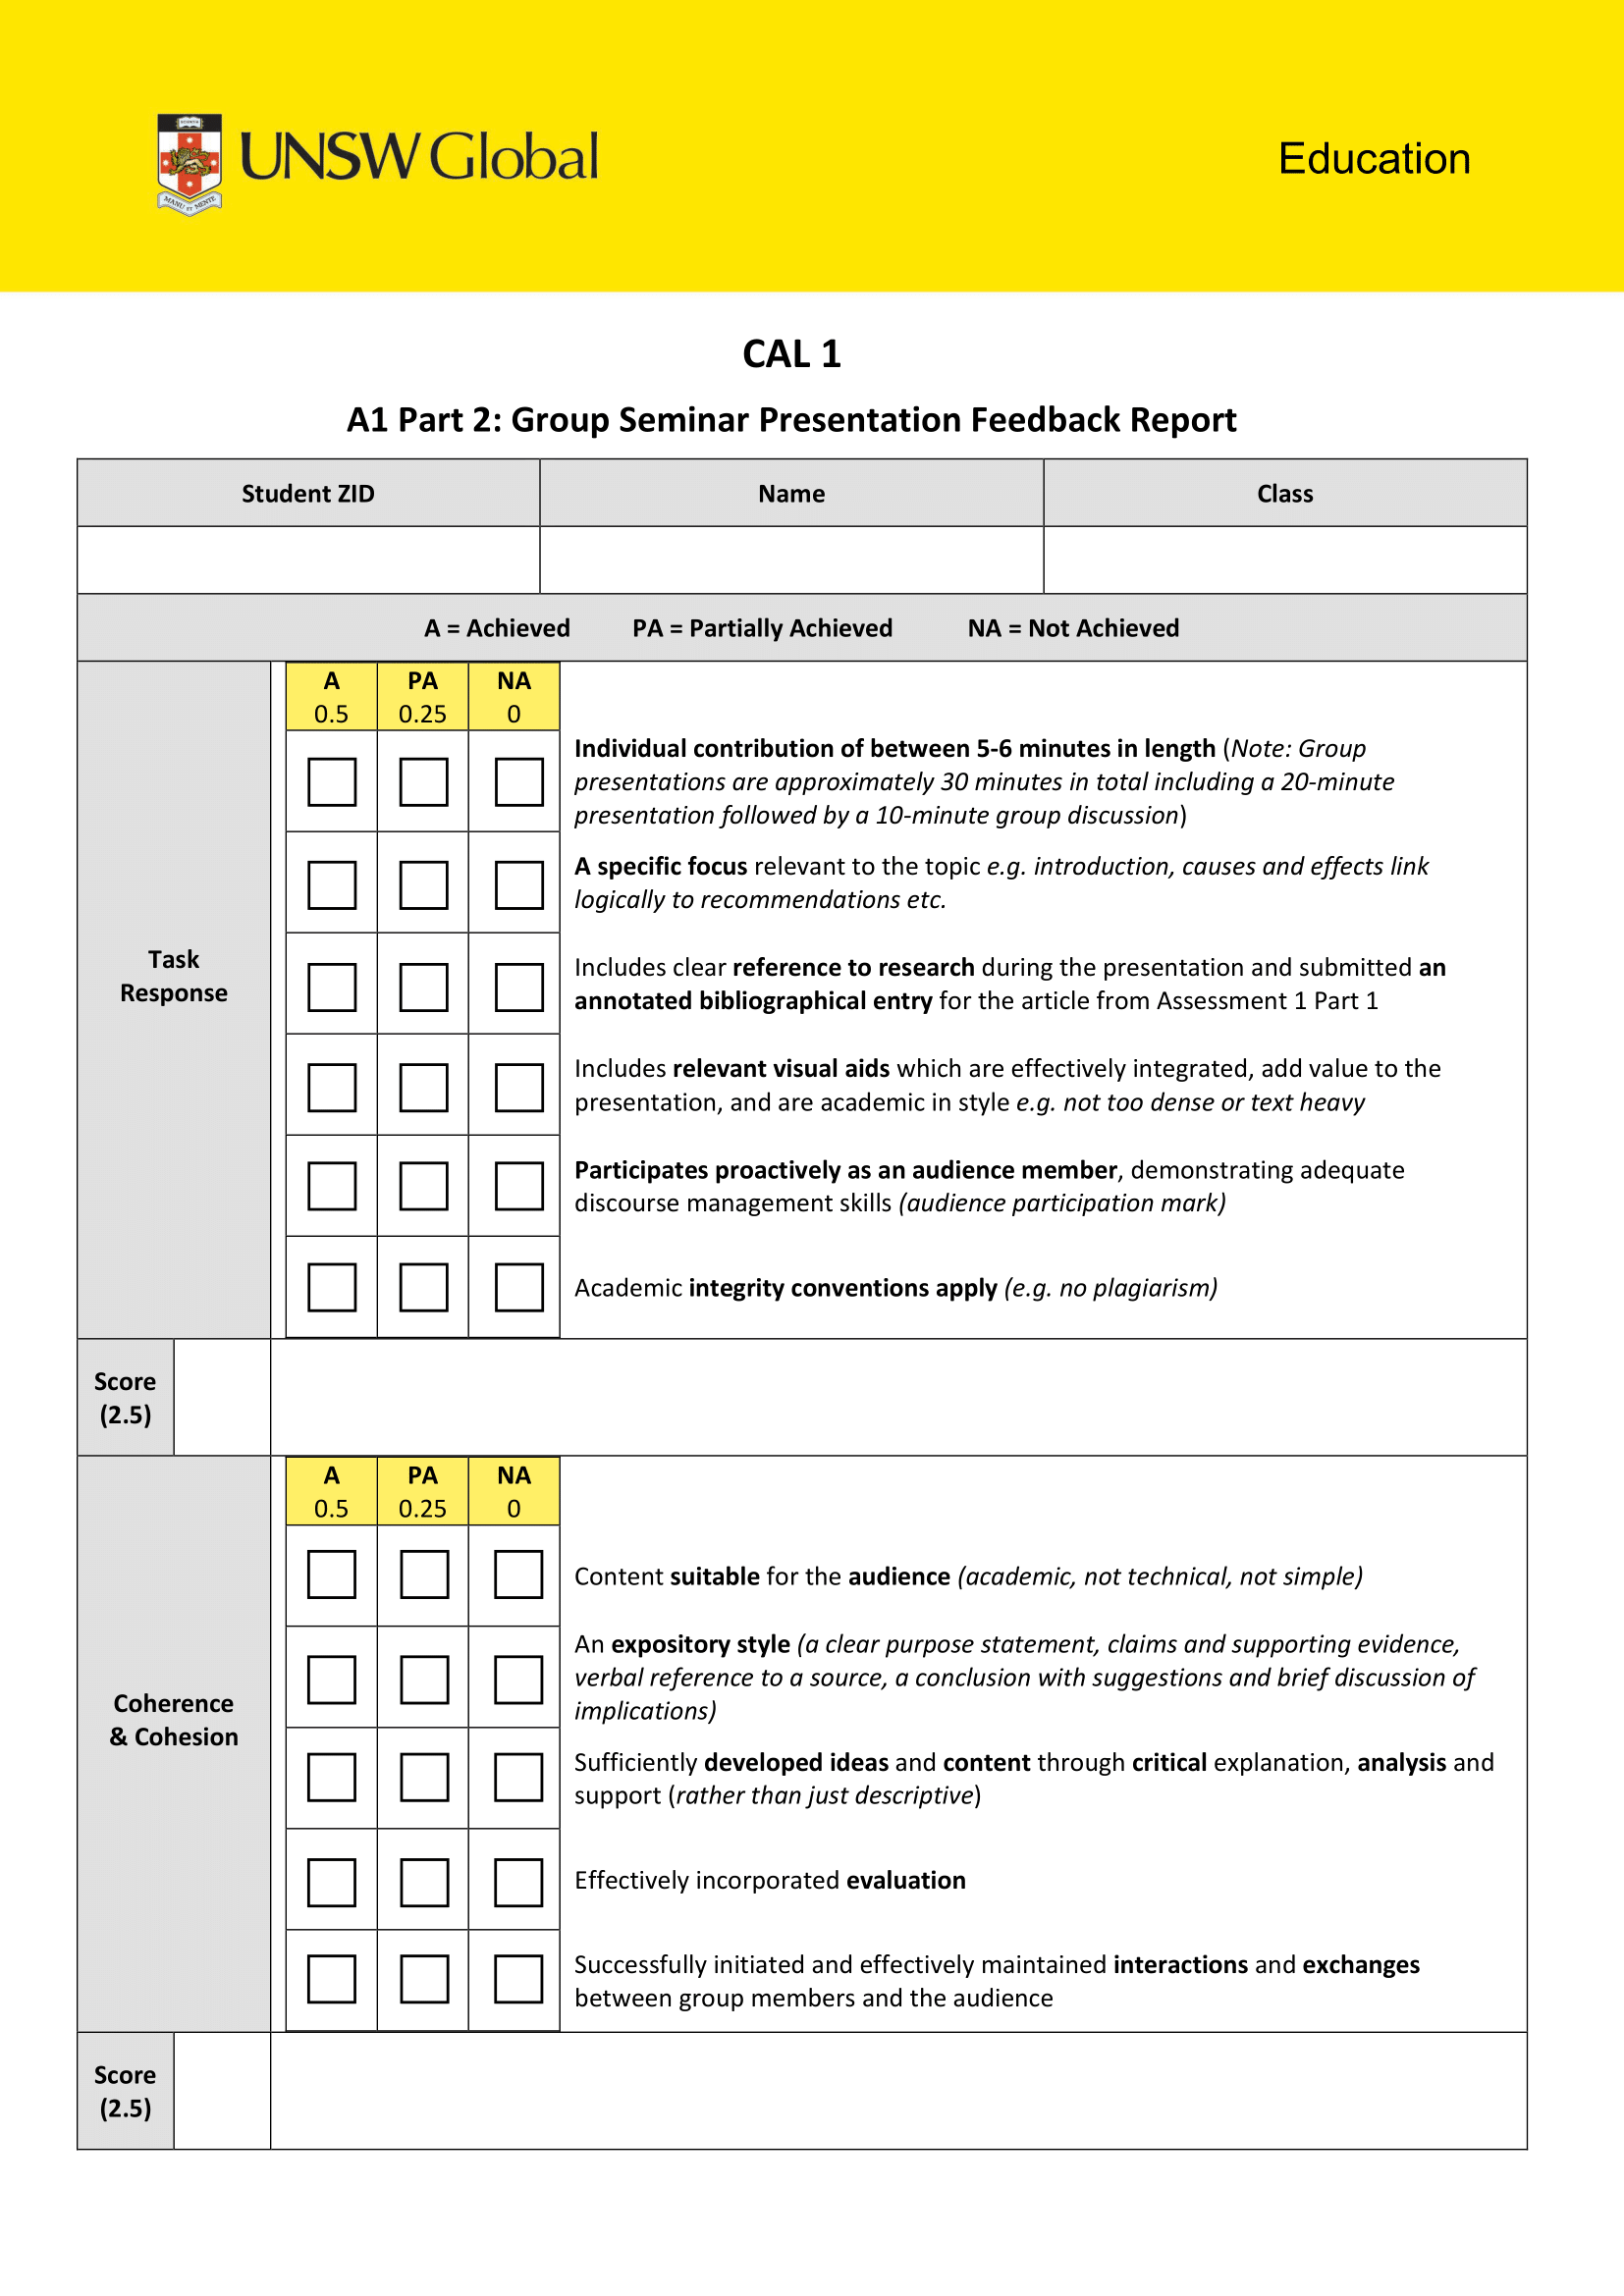 SCIENTIA
MANU ET MENTE
UNSW Global
Education
CAL 1
A1 Part 2: Group Seminar Presentation Feedback Report
Student ZID Name Class
A = Achieved PA = Partially Achieved NA = Not Achieved
Task
Response
A PA NA
0.5 0.25 0
Individual contribution of between 5-6 minutes in length (Note: Group
presentations are approximately 30 minutes in total including a 20-minute
presentation followed by a 10-minute group discussion)
A specific focus relevant to the topic e.g. introduction, causes and effects link
logically to recommendations etc.
Includes clear reference to research during the presentation and submitted an
annotated bibliographical entry for the article from Assessment 1 Part 1
Includes relevant visual aids which are effectively integrated, add value to the
presentation, and are academic in style e.g. not too dense or text heavy
Participates proactively as an audience member, demonstrating adequate
discourse management skills (audience participation mark)
Academic integrity conventions apply (e.g. no plagiarism)
Score
(2.5)
Coherence
& Cohesion
A PA NA
0.5 0.25 0
Content suitable for the audience (academic, not technical, not simple)
An expository style (a clear purpose statement, claims and supporting evidence,
verbal reference to a source, a conclusion with suggestions and brief discussion of
implications)
Sufficiently developed ideas and content through critical explanation, analysis and
support (rather than just descriptive)
Effectively incorporated evaluation
Successfully initiated and effectively maintained interactions and exchanges
between group members and the audience
Score
(2.5)